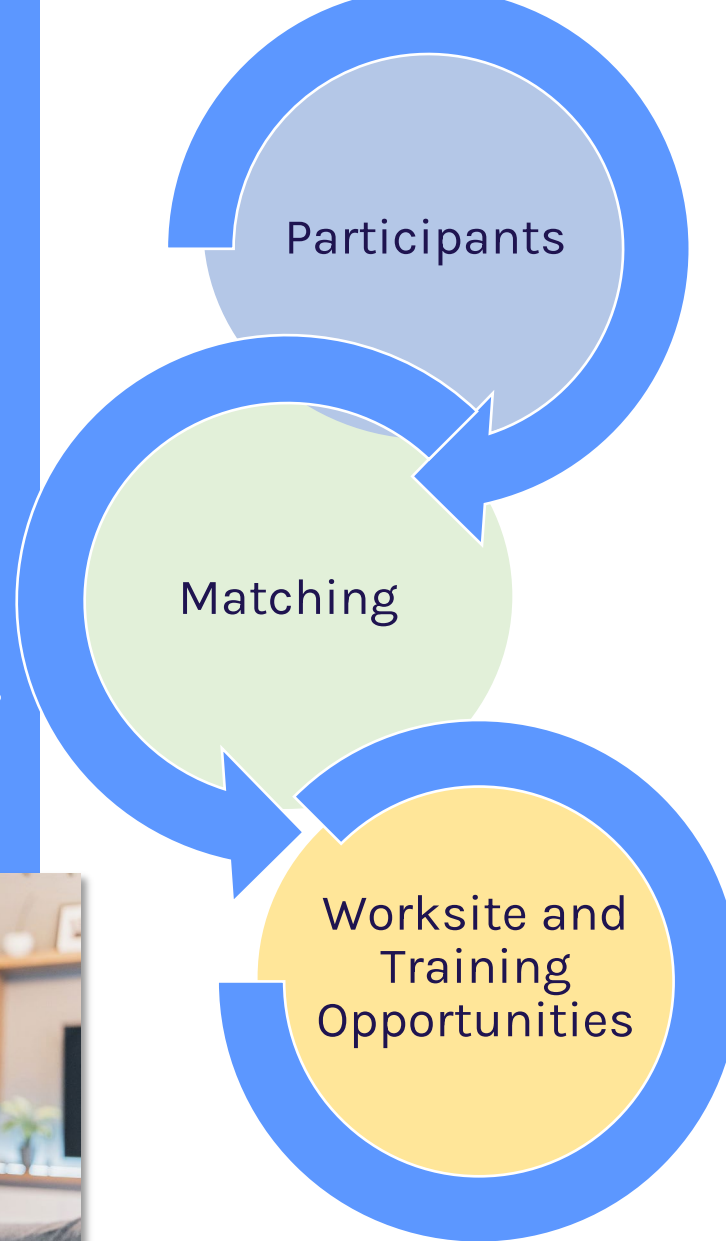 Participants
Matching
Worksite and
Training
Opportunities